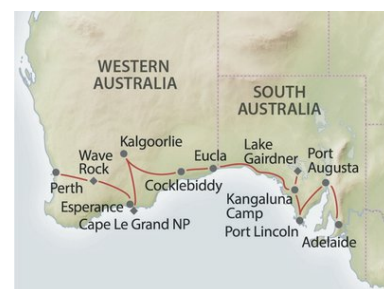 WESTERN
AUSTRALIA
SOUTH
AUSTRALIA
Kalgoorlie
Wave
Rock
Eucla
Lake
Gairdner
Port
Augusta
Perth
Cocklebiddy
Esperance
Kangaluna
Camp
Cape Le Grand NP
Port Lincoln
Adelaide